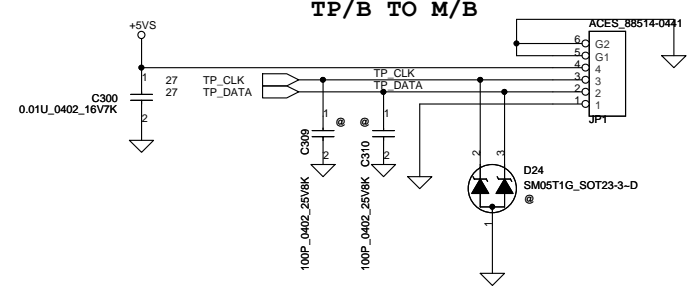 TP/B TO M/B
+5VS
ACES_88514-0441
6
G2
5
G1
4
4
27 TP_CLK
TP_CLK
3
3
27 TP_DATA
TP_DATA
2
2
1
1
JP1
1
C300
0.01U_0402_16V7K
2
1
@
2
C309
100P_0402_25V8K
1
@
2
C310
100P_0402_25V8K
2
3
D24
SM05T1G_SOT23-3~D
@
1